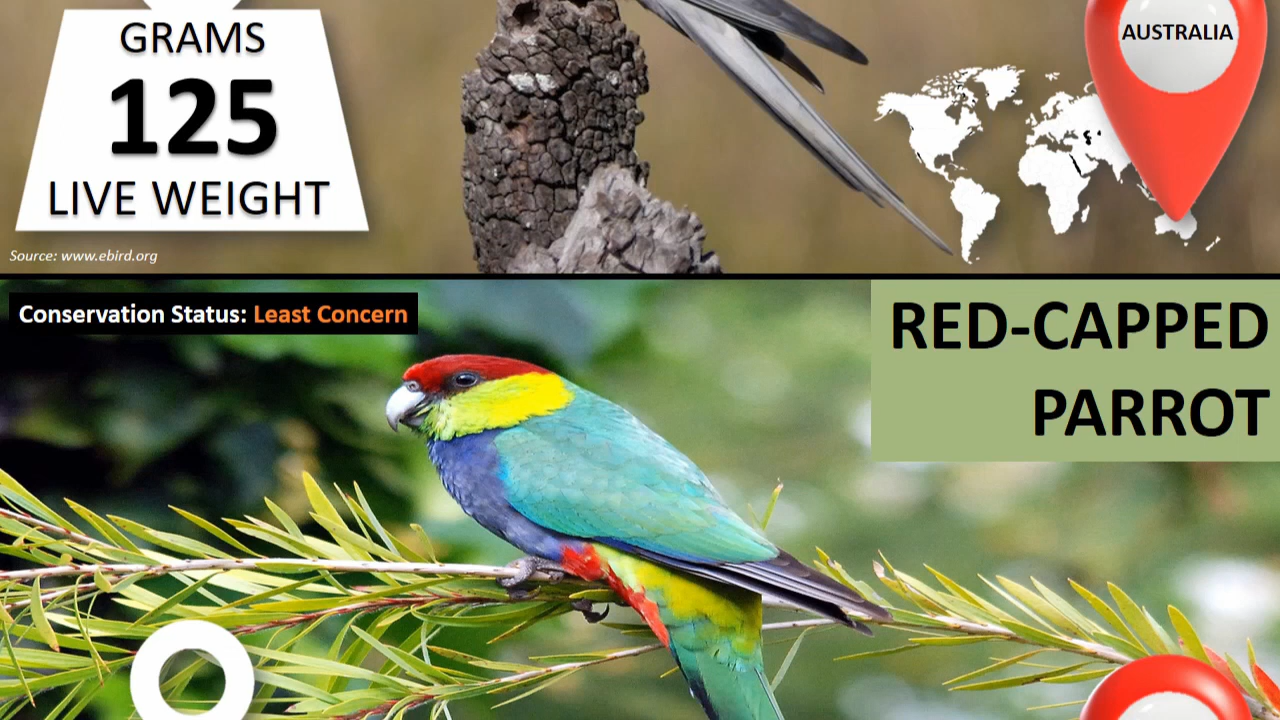 GRAMS
125
LIVE WEIGHT
Source: www.ebird.org
AUSTRALIA
Conservation Status: Least Concern
RED-CAPPED
PARROT